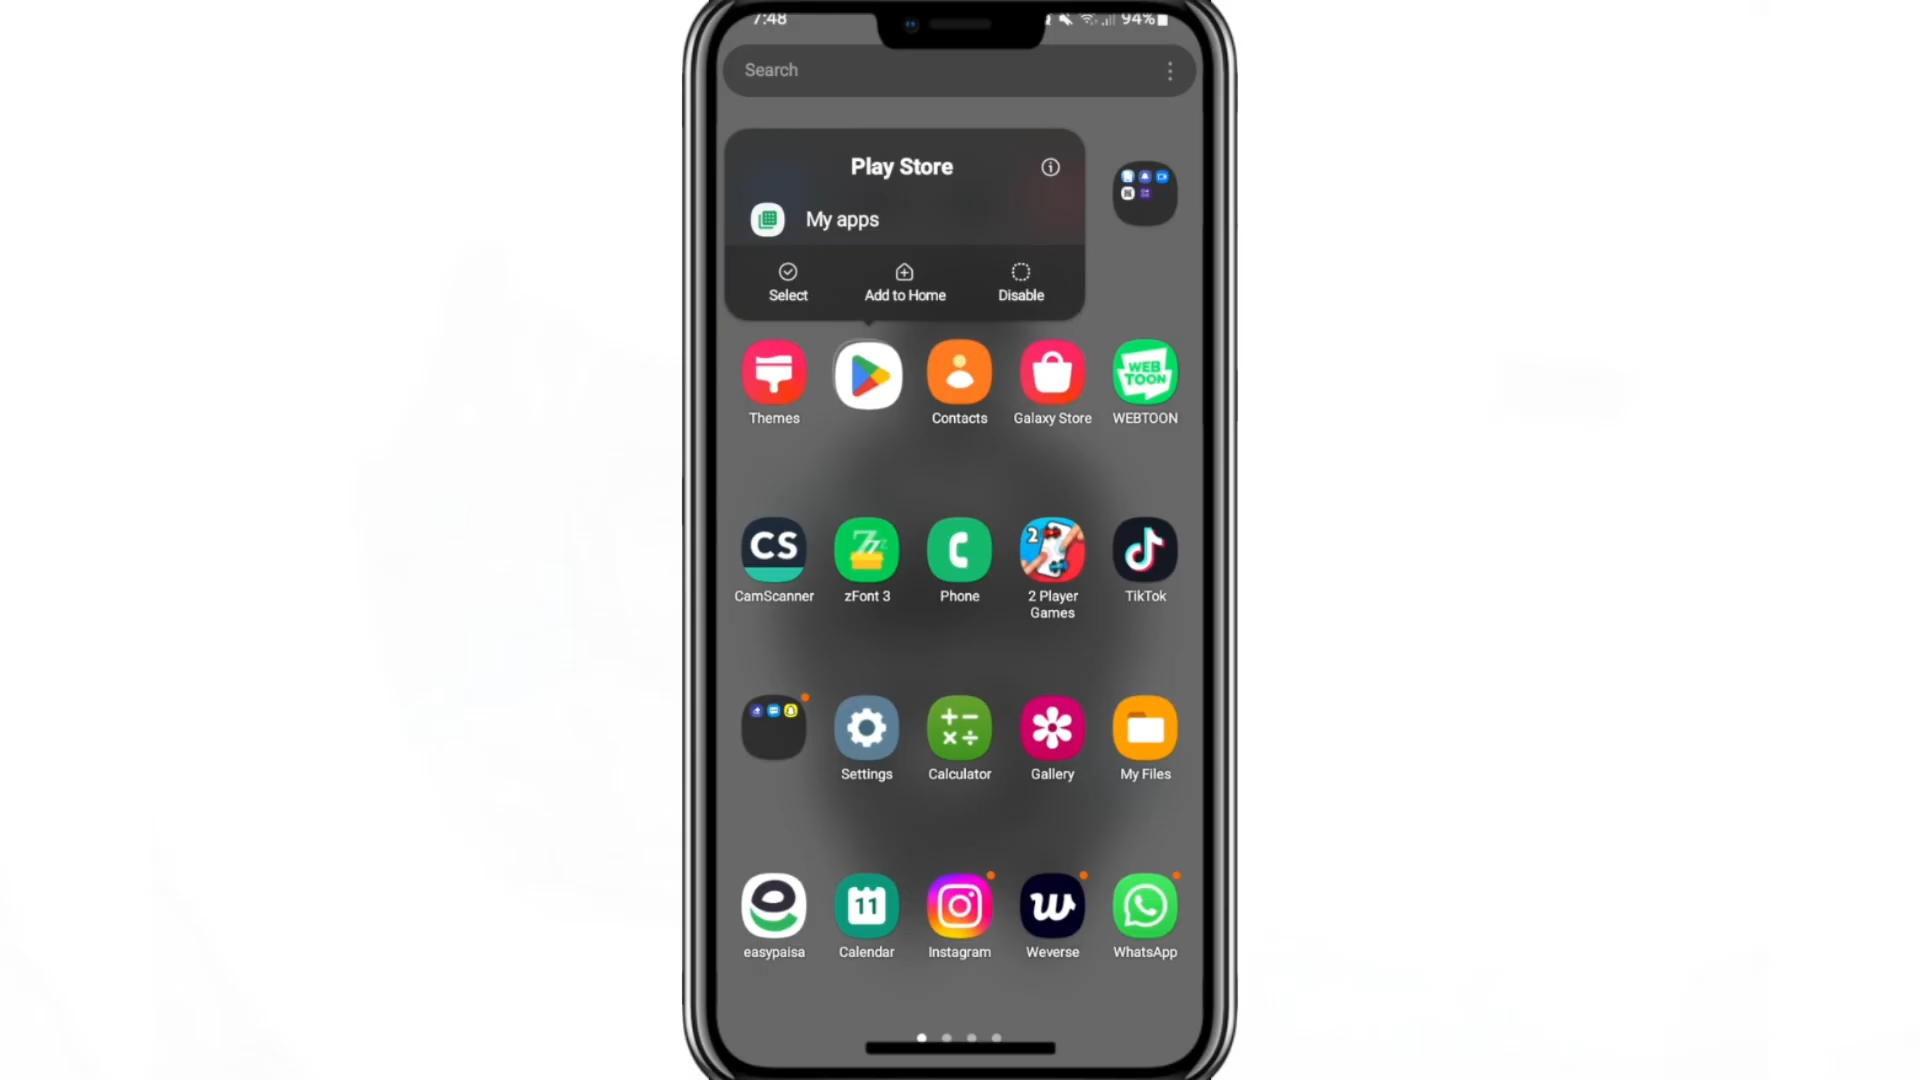 7:48
94%
Search
Play Store
My apps
Select Add to Home Disable
Themes Contacts Galaxy Store WEBTOON
WEB
TOON
CS
2
CamScanner zFont 3 Phone 2 Player Games TikTok
Settings Calculator Gallery My Files
11
easypaisa Calendar Instagram Weverse WhatsApp